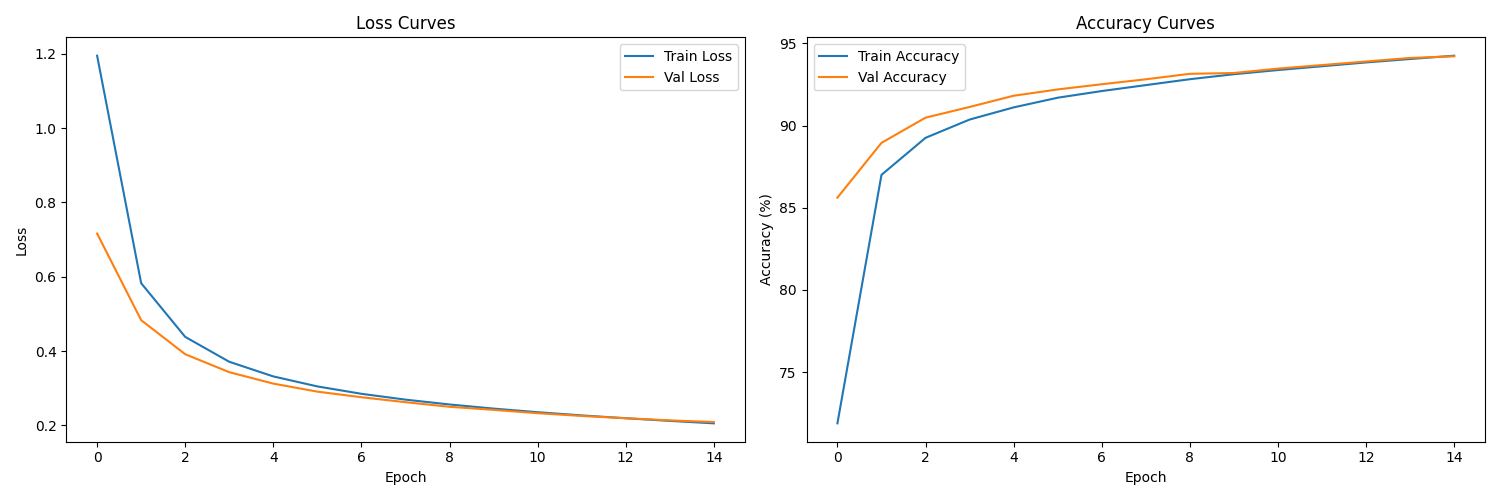 Loss Curves
1.2
1.0
0.8
0.6
0.4
0.2
Loss
0 2 4 6 8 10 12 14
Epoch
Train Loss
Val Loss
Accuracy Curves
95
90
85
80
75
Accuracy (%)
0 2 4 6 8 10 12 14
Epoch
Train Accuracy
Val Accuracy